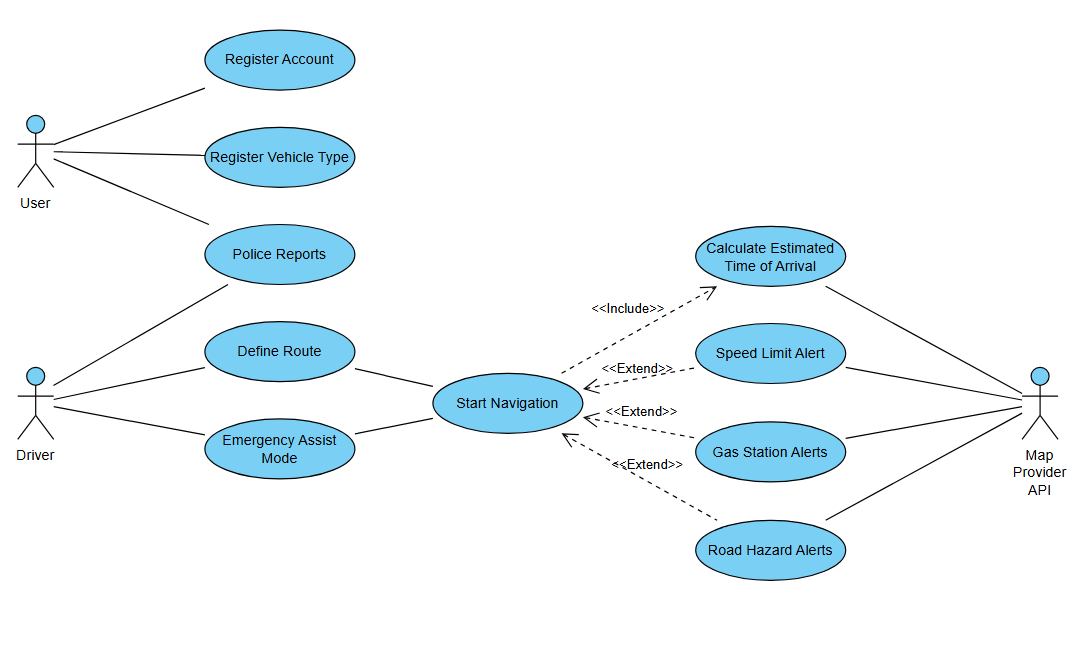 Register Account
Register Vehicle Type
User
Police Reports
Define Route
Emergency Assist
Mode
Driver
Start Navigation
<<Include>>
<<Extend>>
<<Extend>>
<<Extend>>
Calculate Estimated
Time of Arrival
Speed Limit Alert
Gas Station Alerts
Road Hazard Alerts
Map
Provider
API